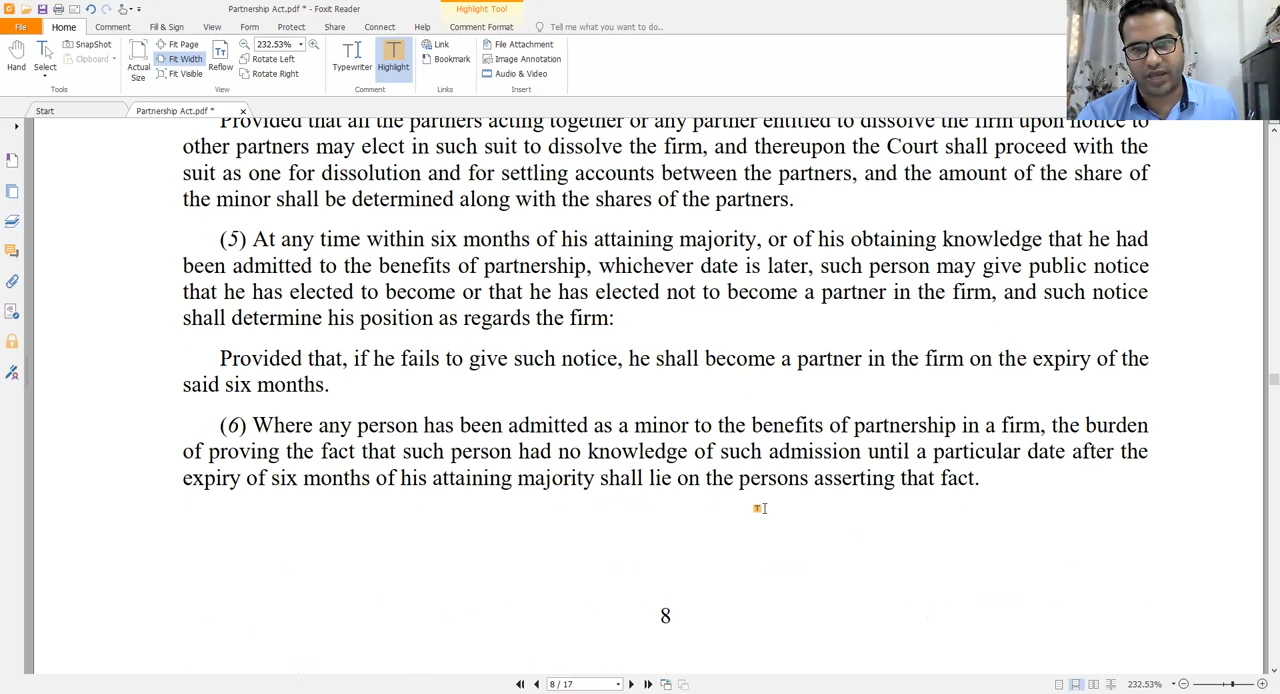 Partnership Act.pdf * - Foxit Reader
Highlight Tool
File Home Comment Fill & Sign View Form Protect Share Connect Help Comment Format Tell me what you want to do...
Hand
Select
SnapShot
Clipboard
Tools
Actual Size
Fit Page
Fit Width
Fit Visible
Reflow
232.53%
Rotate Left
Rotate Right
View
Typewriter
Highlight
Comment
Link
Bookmark
Links
File Attachment
Image Annotation
Audio & Video
Insert
Start
Partnership Act.pdf *
Provided that all the partners acting together or any partner entitled to dissolve the firm upon notice to
other partners may elect in such suit to dissolve the firm, and thereupon the Court shall proceed with the
suit as one for dissolution and for settling accounts between the partners, and the amount of the share of
the minor shall be determined along with the shares of the partners.
(5) At any time within six months of his attaining majority, or of his obtaining knowledge that he had
been admitted to the benefits of partnership, whichever date is later, such person may give public notice
that he has elected to become or that he has elected not to become a partner in the firm, and such notice
shall determine his position as regards the firm:
Provided that, if he fails to give such notice, he shall become a partner in the firm on the expiry of the
said six months.
(6) Where any person has been admitted as a minor to the benefits of partnership in a firm, the burden
of proving the fact that such person had no knowledge of such admission until a particular date after the
expiry of six months of his attaining majority shall lie on the persons asserting that fact.
8
8 / 17
232.53%